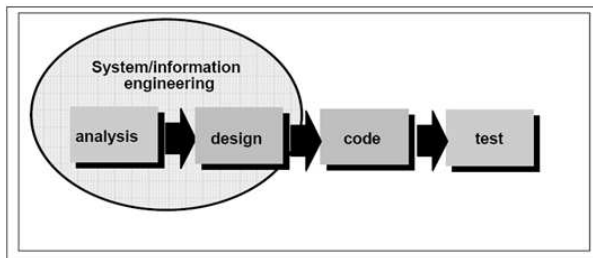 System/information
engineering
analysis
design
code
test